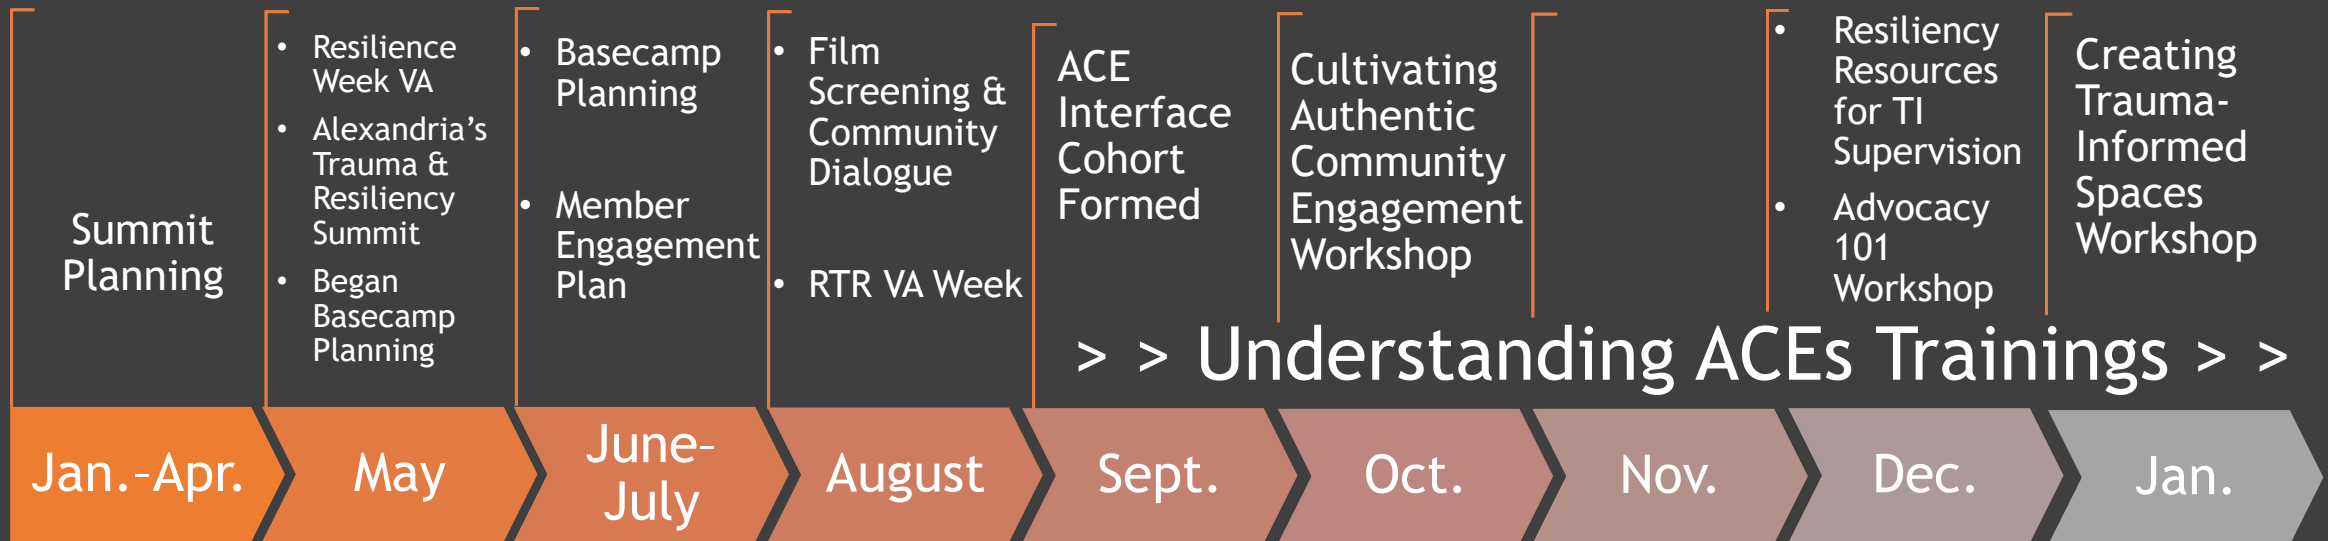 Summit
Planning
• Resilience
Week VA
• Alexandria’s
Trauma &
Resiliency
Summit
• Began
Basecamp
Planning
• Basecamp
Planning
• Member
Engagement
Plan
• Film
Screening &
Community
Dialogue
• RTR VA Week
ACE
Interface
Cohort
Formed
Cultivating
Authentic
Community
Engagement
Workshop
• Resiliency
Resources
for TI
Supervision
• Advocacy
101
Workshop
Creating
Trauma-
Informed
Spaces
Workshop
> > Understanding ACEs Trainings > >
Jan.–Apr.
May
June–
July
August
Sept.
Oct.
Nov.
Dec.
Jan.